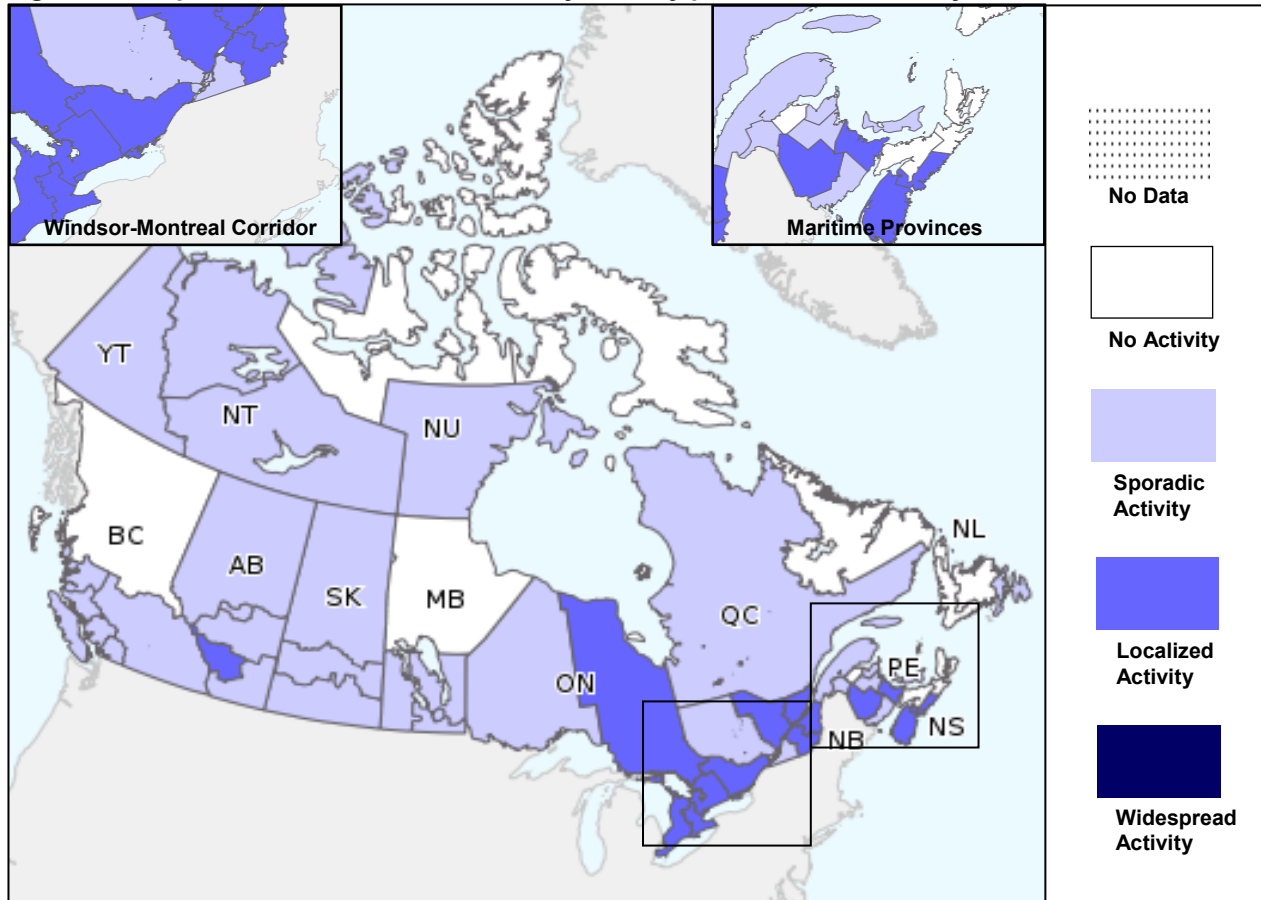 Windsor-Montreal Corridor
Maritime Provinces
No Data
No Activity
Sporadic
Activity
Localized
Activity
Widespread
Activity
YT
NT
NU
BC
AB
SK
MB
ON
QC
NL
PE
NB
NS